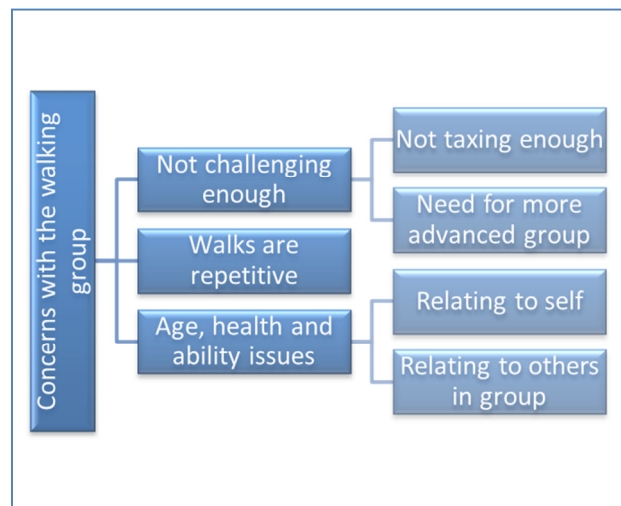 Concerns with the walking
group
Not challenging
enough
Not taxing enough
Need for more
advanced group
Walks are
repetitive
Age, health and
ability issues
Relating to self
Relating to others
in group